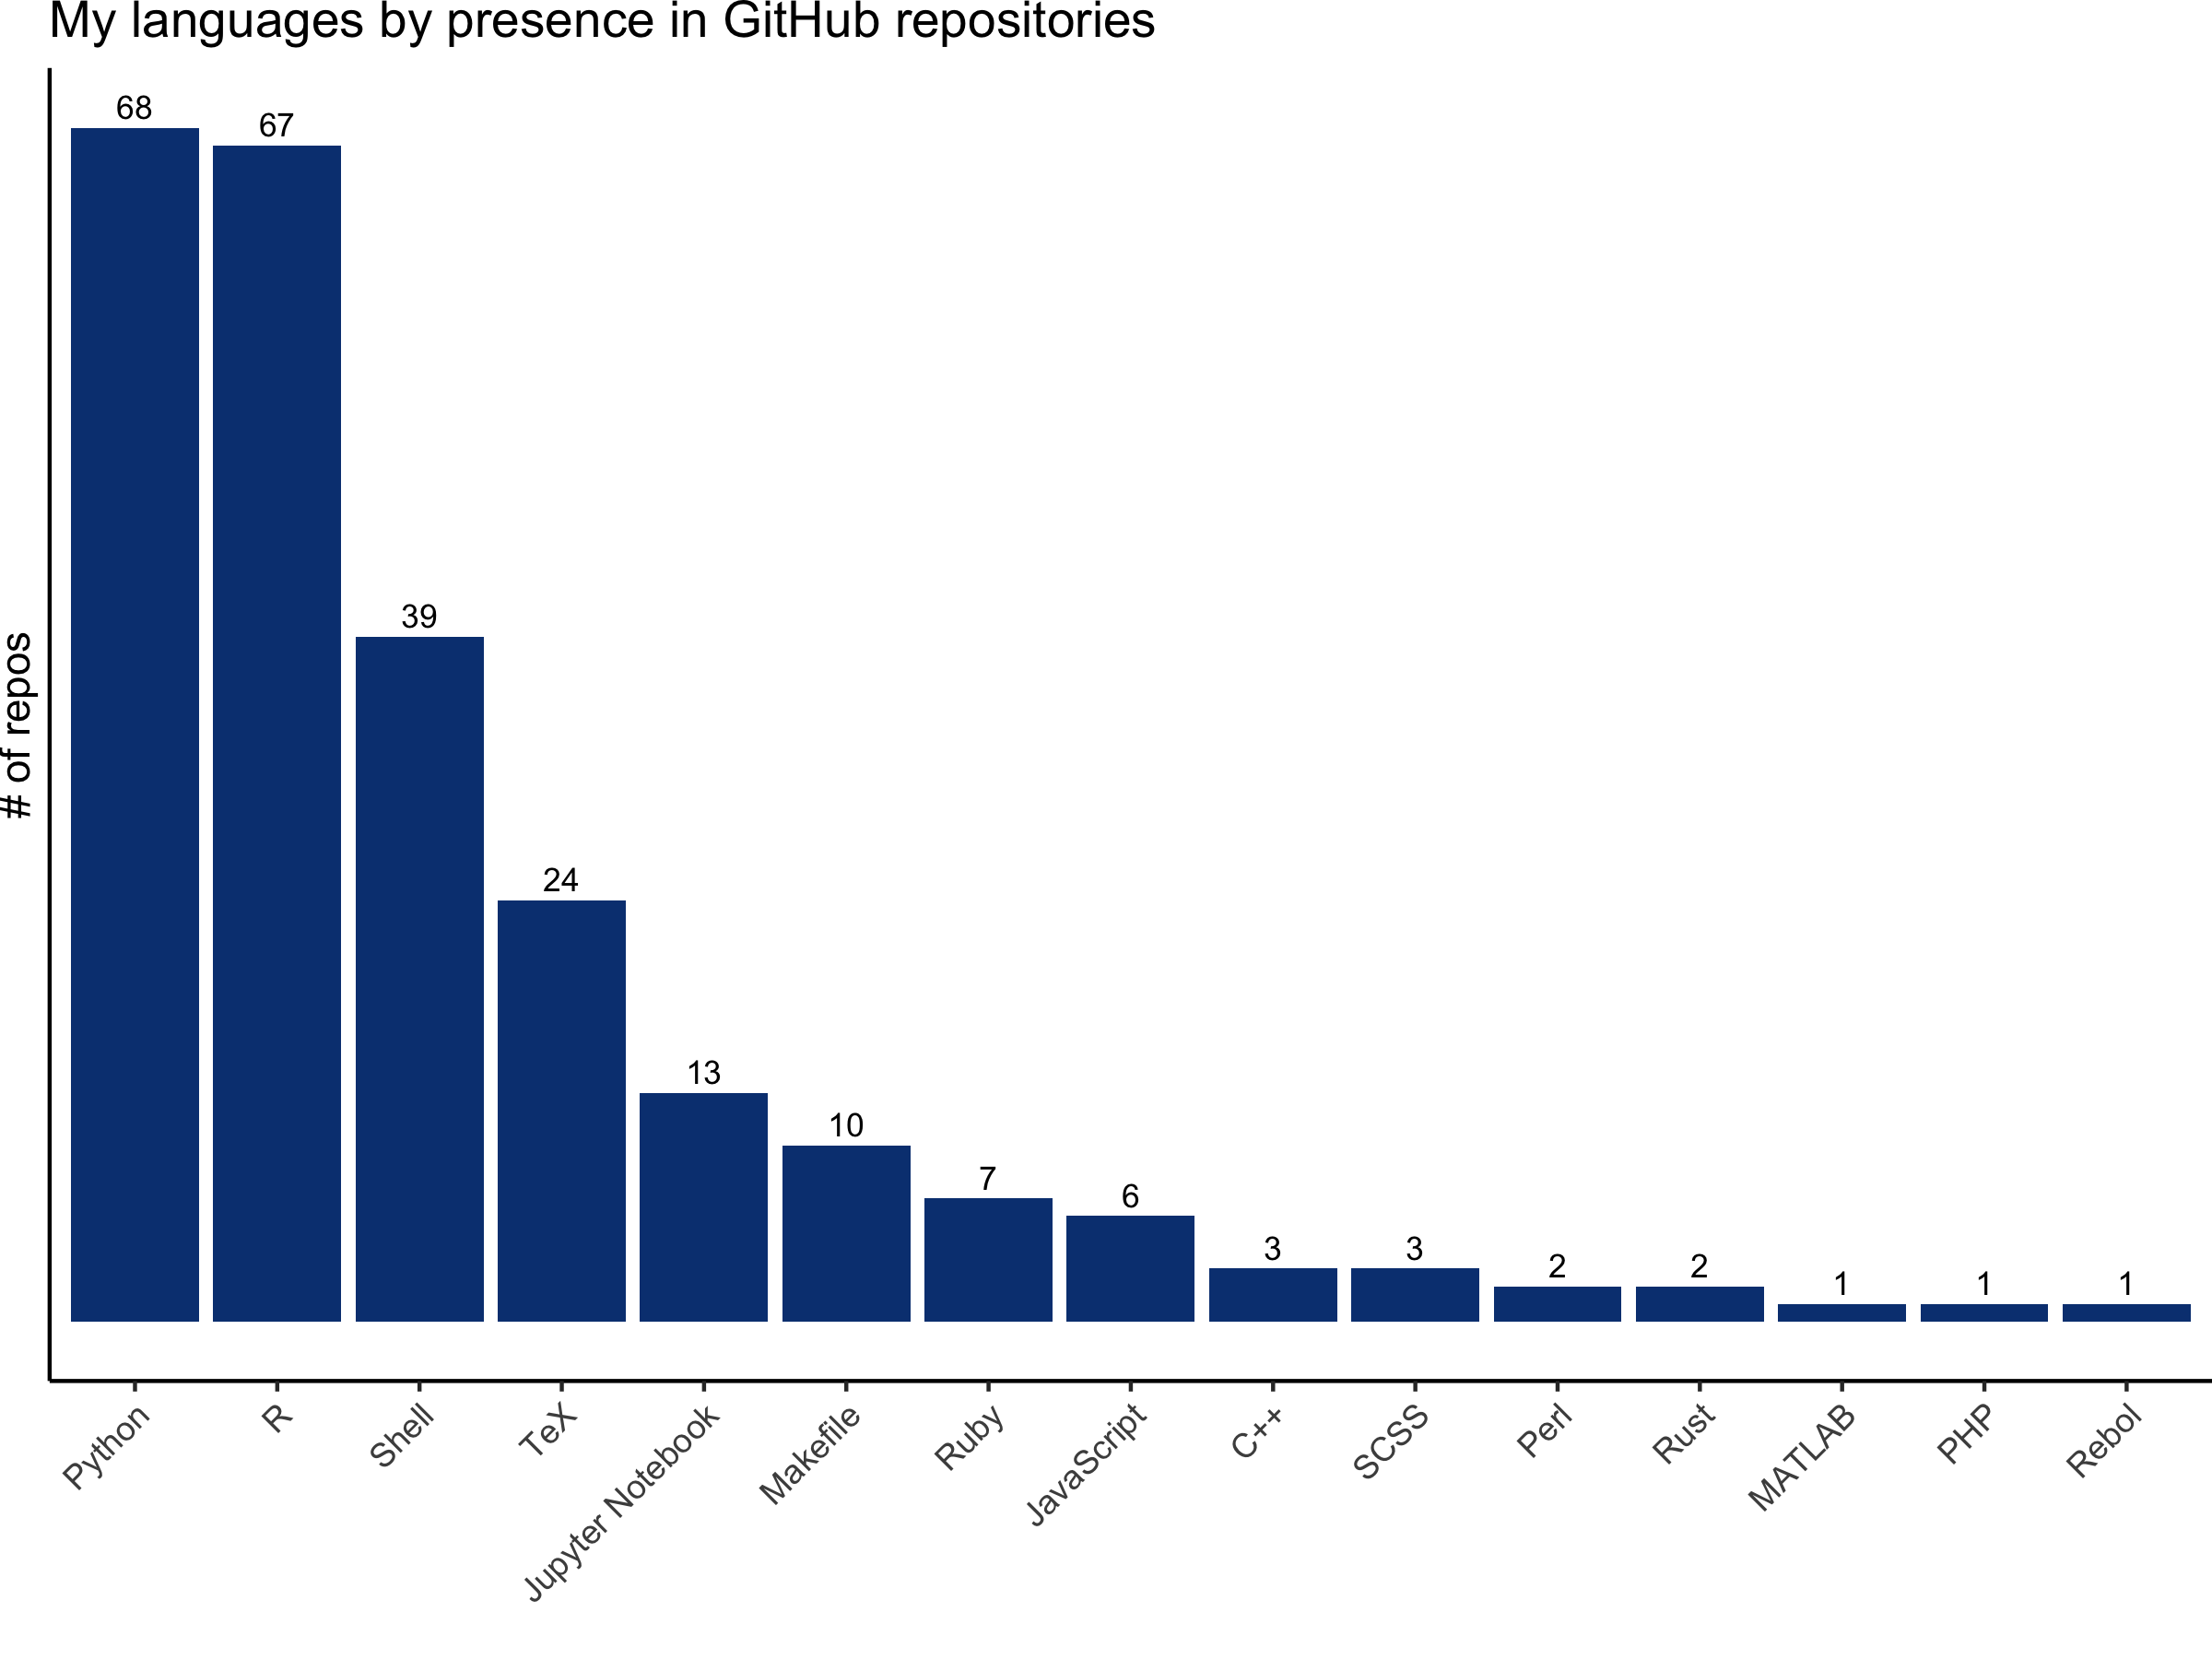 My languages by presence in GitHub repositories
# of repos
68
67
39
24
13
10
7
6
3
3
2
2
1
1
1
Python
R
Shell
TeX
Jupyter Notebook
Makefile
Ruby
JavaScript
C++
SCSS
Perl
Rust
MATLAB
PHP
Rebol